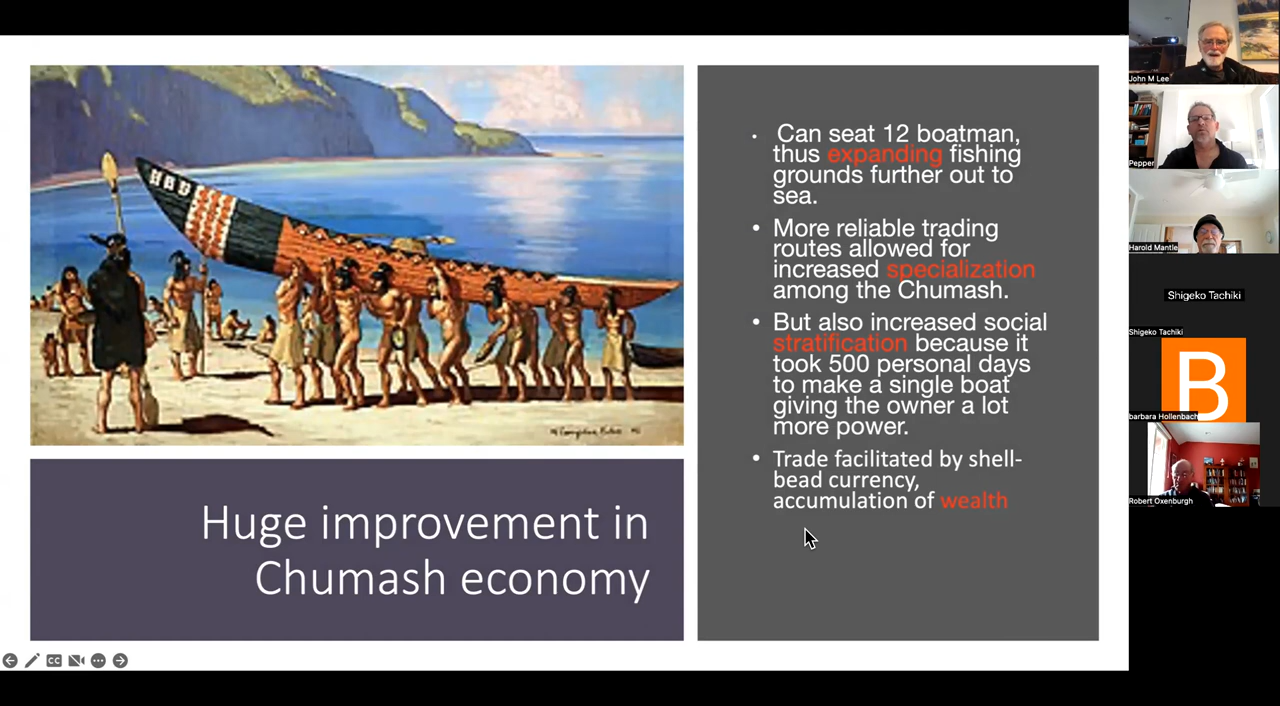 Can seat 12 boatman,
thus expanding fishing
grounds further out to
sea.
More reliable trading
routes allowed for
increased specialization
among the Chumash.
But also increased social
stratification because it
took 500 personal days
to make a single boat
giving the owner a lot
more power.
Trade facilitated by shell-
bead currency,
accumulation of wealth
Huge improvement in
Chumash economy
CC
John M Lee
Pepper
Harold Mantle
Shigeko Tachiki
Shigeko Tachiki
B
barbara Hollenbach
Robert Oxenburgh